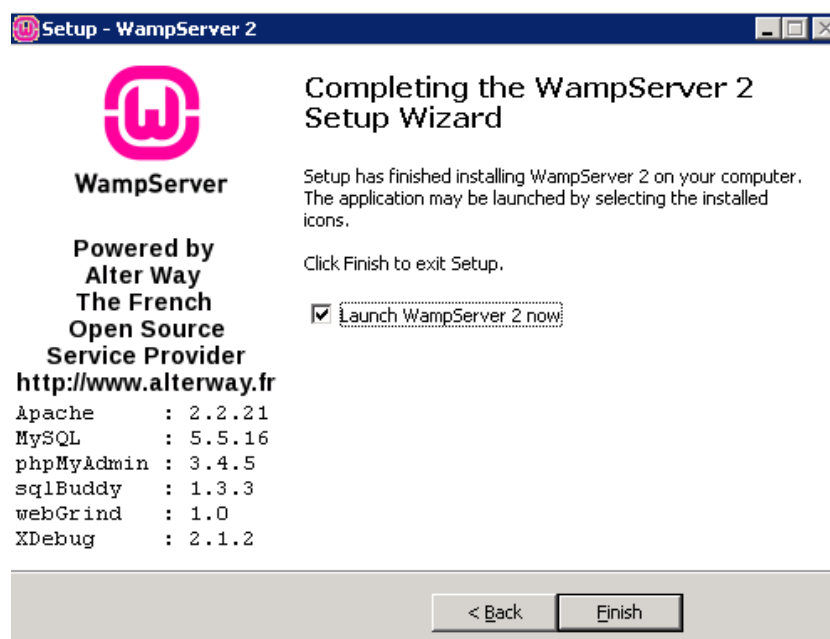 Setup - WampServer 2
WampServer
Powered by
Alter Way
The French
Open Source
Service Provider
http://www.alterway.fr
Apache : 2.2.21
MySQL : 5.5.16
phpMyAdmin : 3.4.5
sqlBuddy : 1.3.3
webGrind : 1.0
XDebug : 2.1.2
Completing the WampServer 2
Setup Wizard
Setup has finished installing WampServer 2 on your computer.
The application may be launched by selecting the installed
icons.
Click Finish to exit Setup.
Launch WampServer 2 now
< Back
Finish